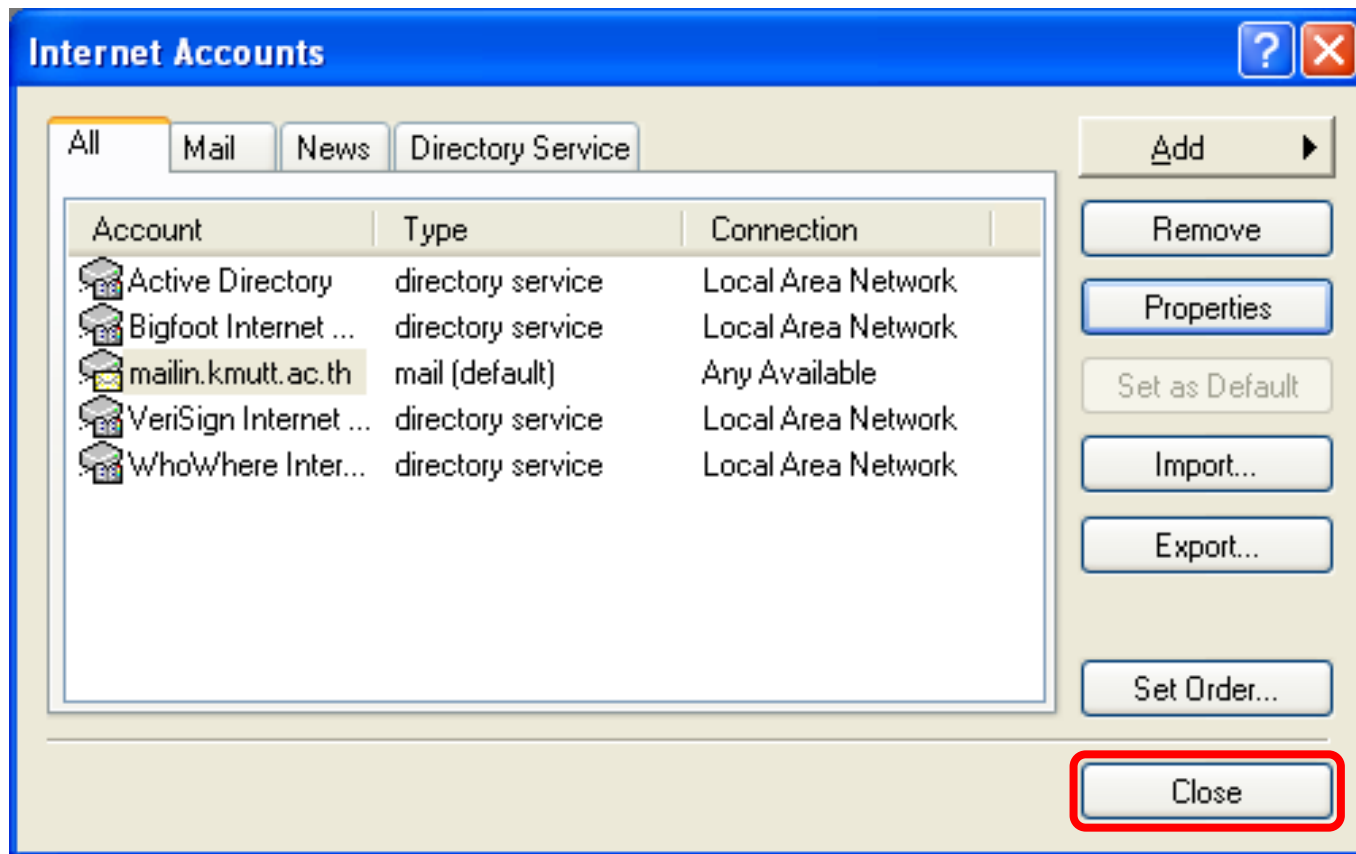 Internet Accounts
All Mail News Directory Service
Add
Account Type Connection
Remove
Active Directory directory service Local Area Network
Properties
Bigfoot Internet ... directory service Local Area Network
mailin.kmutt.ac.th mail (default) Any Available
Set as Default
VeriSign Internet ... directory service Local Area Network
WhoWhere Inter... directory service Local Area Network
Import...
Export...
Set Order...
Close